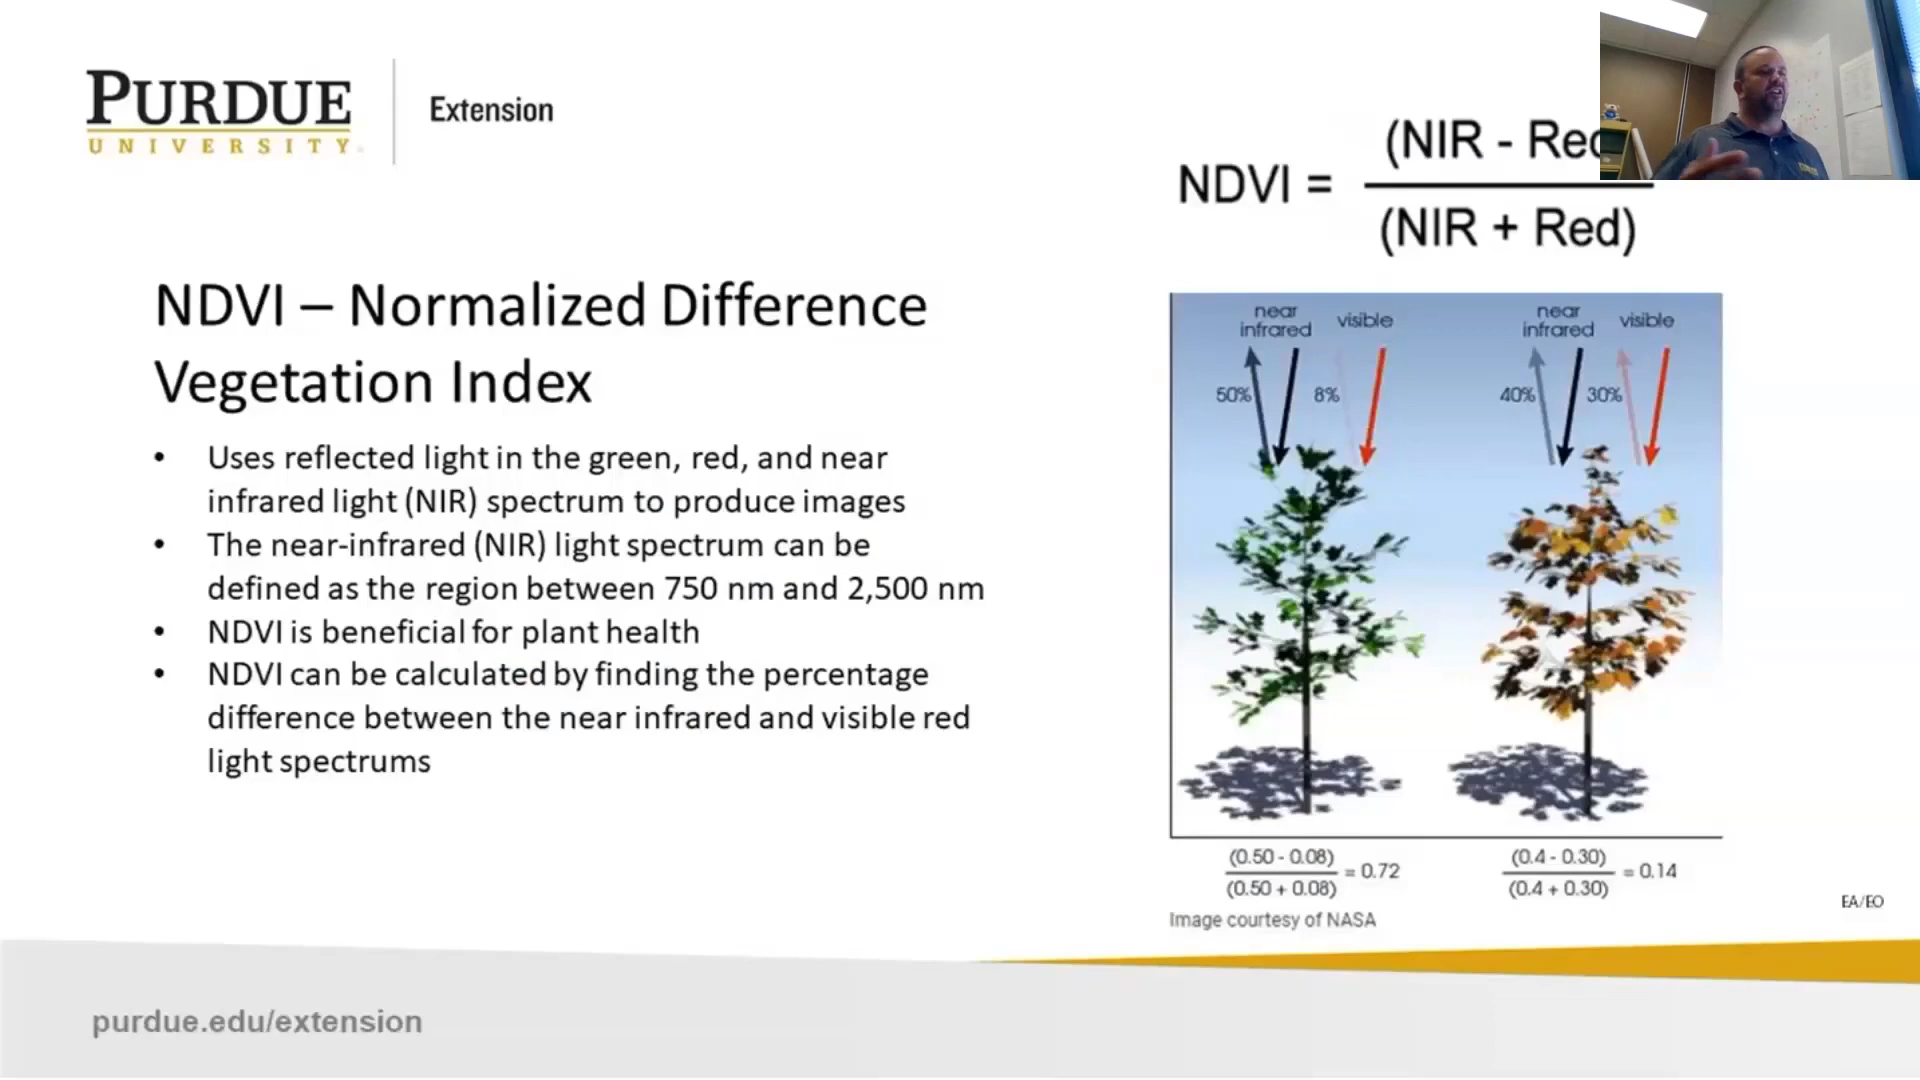 PURDUE
UNIVERSITY
Extension
(NIR -
NDVI =
(NIR + Red)
NDVI – Normalized Difference
Vegetation Index
• Uses reflected light in the green, red, and near
infrared light (NIR) spectrum to produce images
• The near-infrared (NIR) light spectrum can be
defined as the region between 750 nm and 2,500 nm
• NDVI is beneficial for plant health
• NDVI can be calculated by finding the percentage
difference between the near infrared and visible red
light spectrums
near
infrared
visible
50%
8%
near
infrared
visible
40%
30%
(0.50 - 0.08)
(0.50 + 0.08)
= 0.72
(0.4 - 0.30)
(0.4 + 0.30)
= 0.14
Image courtesy of NASA
EA/EO
purdue.edu/extension